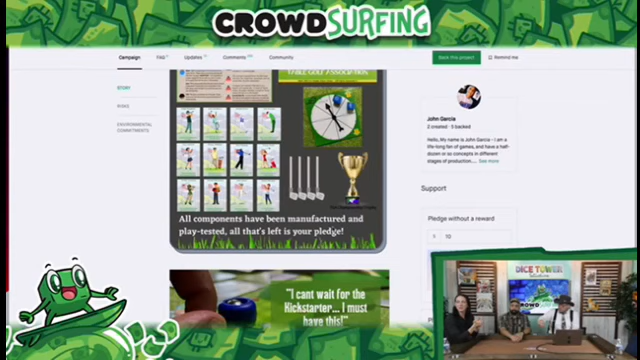 CROWDSURFING
Campaign FAQ Updates Comments Community
Back this project Remind me
STORY
RISKS
ENVIRONMENTAL
COMMITMENTS
TABLE GOLF ASSOCIATION
All components have been manufactured and
play-tested, all that's left is your pledge!
"I cant wait for the
Kickstarter... I must
have this!"
John Garcia
2 created · 5 backed
Hello, My name is John Garcia - I am a
life-long fan of games, and have a half-
dozen or so concepts in different
stages of production.... See more
Support
Pledge without a reward
$ 10
DICE TOWER
CROWDSURFING